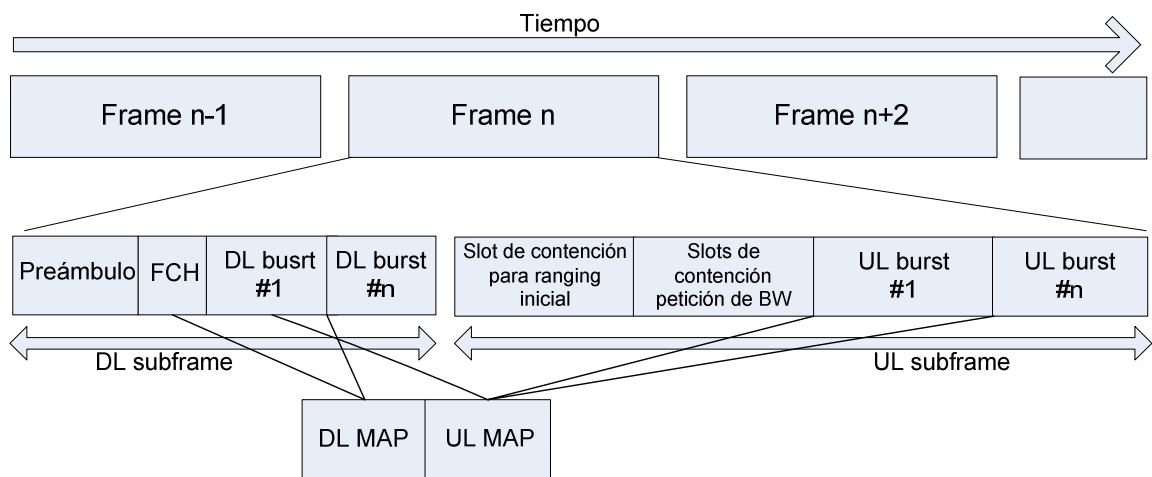 Tiempo
Frame n-1
Frame n
Frame n+2
Preámbulo
FCH
DL busrt
#1
DL burst
#n
Slot de contención
para ranging
inicial
Slots de
contención
petición de BW
UL burst
#1
UL burst
#n
DL subframe
UL subframe
DL MAP
UL MAP